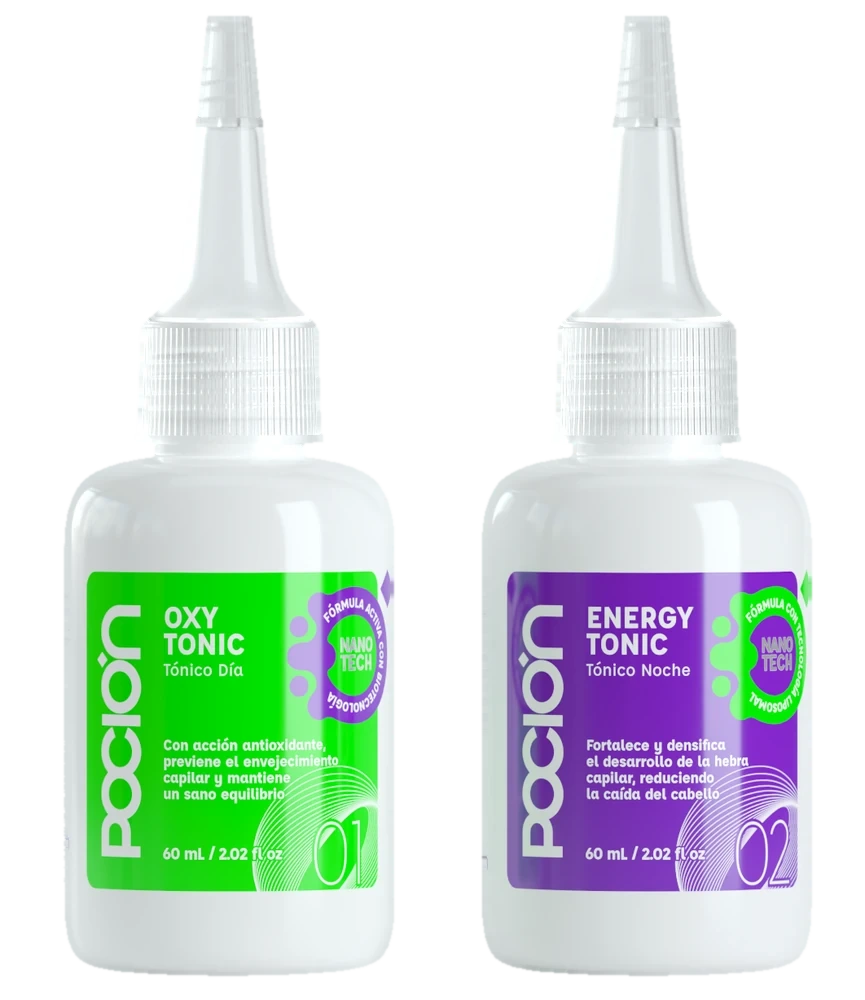 poción
OXY
TONIC
Tónico Día
FÓRMULA ACTIVA CON BIOTECNOLOGÍA
NANO
TECH
Con acción antioxidante,
previene el envejecimiento
capilar y mantiene
un sano equilibrio
60 mL / 2.02 fl oz
01
poción
ENERGY
TONIC
Tónico Noche
FÓRMULA CON TECNOLOGÍA LIPOSOMAL
NANO
TECH
Fortalece y densifica
el desarrollo de la hebra
capilar, reduciendo
la caída del cabello
60 mL / 2.02 fl oz
02